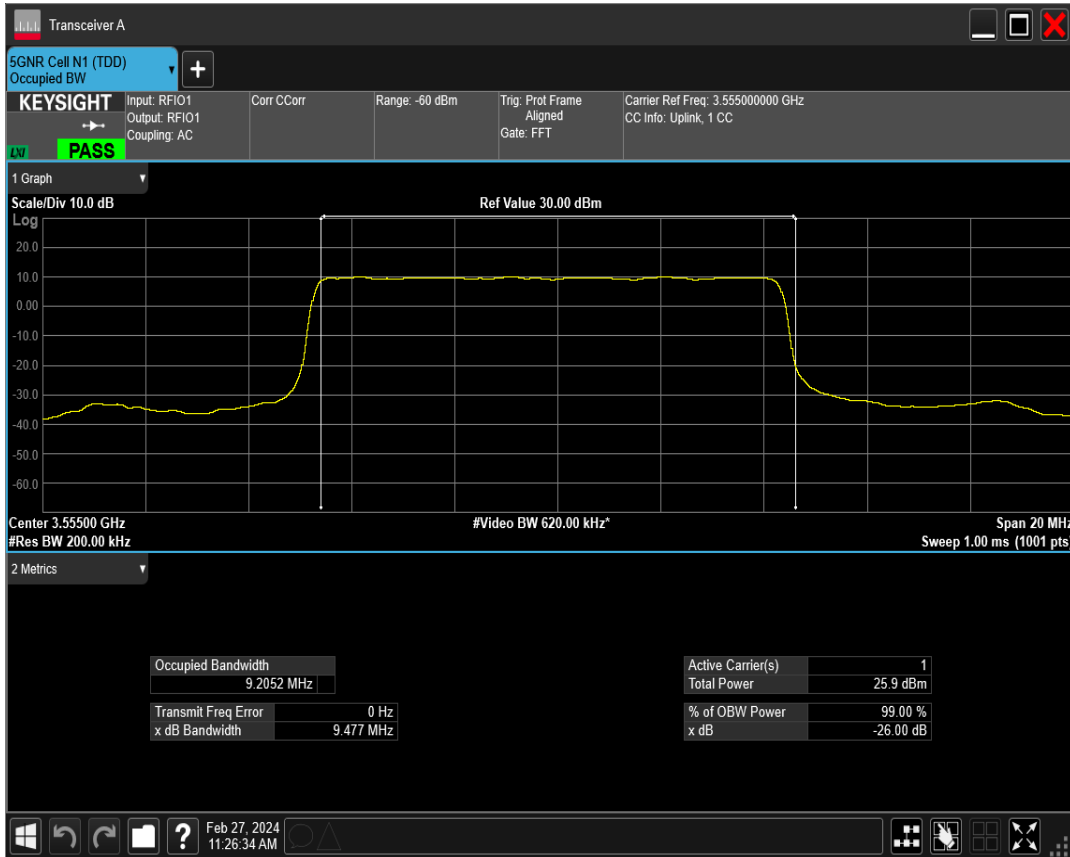 Transceiver A
5GNR Cell N1 (TDD)
Occupied BW
+
KEYSIGHT
LXI
PASS
Input: RFIO1
Output: RFIO1
Coupling: AC
Corr CCorr
Range: -60 dBm
Trig: Prot Frame
Aligned
Gate: FFT
Carrier Ref Freq: 3.555000000 GHz
CC Info: Uplink, 1 CC
1 Graph
Scale/Div 10.0 dB
Ref Value 30.00 dBm
Log
20.0
10.0
0.00
-10.0
-20.0
-30.0
-40.0
-50.0
-60.0
Center 3.55500 GHz
#Video BW 620.00 kHz*
Span 20 MHz
#Res BW 200.00 kHz
Sweep 1.00 ms (1001 pts
2 Metrics
Occupied Bandwidth
9.2052 MHz
Transmit Freq Error 0 Hz
x dB Bandwidth 9.477 MHz
Active Carrier(s) 1
Total Power 25.9 dBm
% of OBW Power 99.00 %
x dB -26.00 dB
?
Feb 27, 2024
11:26:34 AM